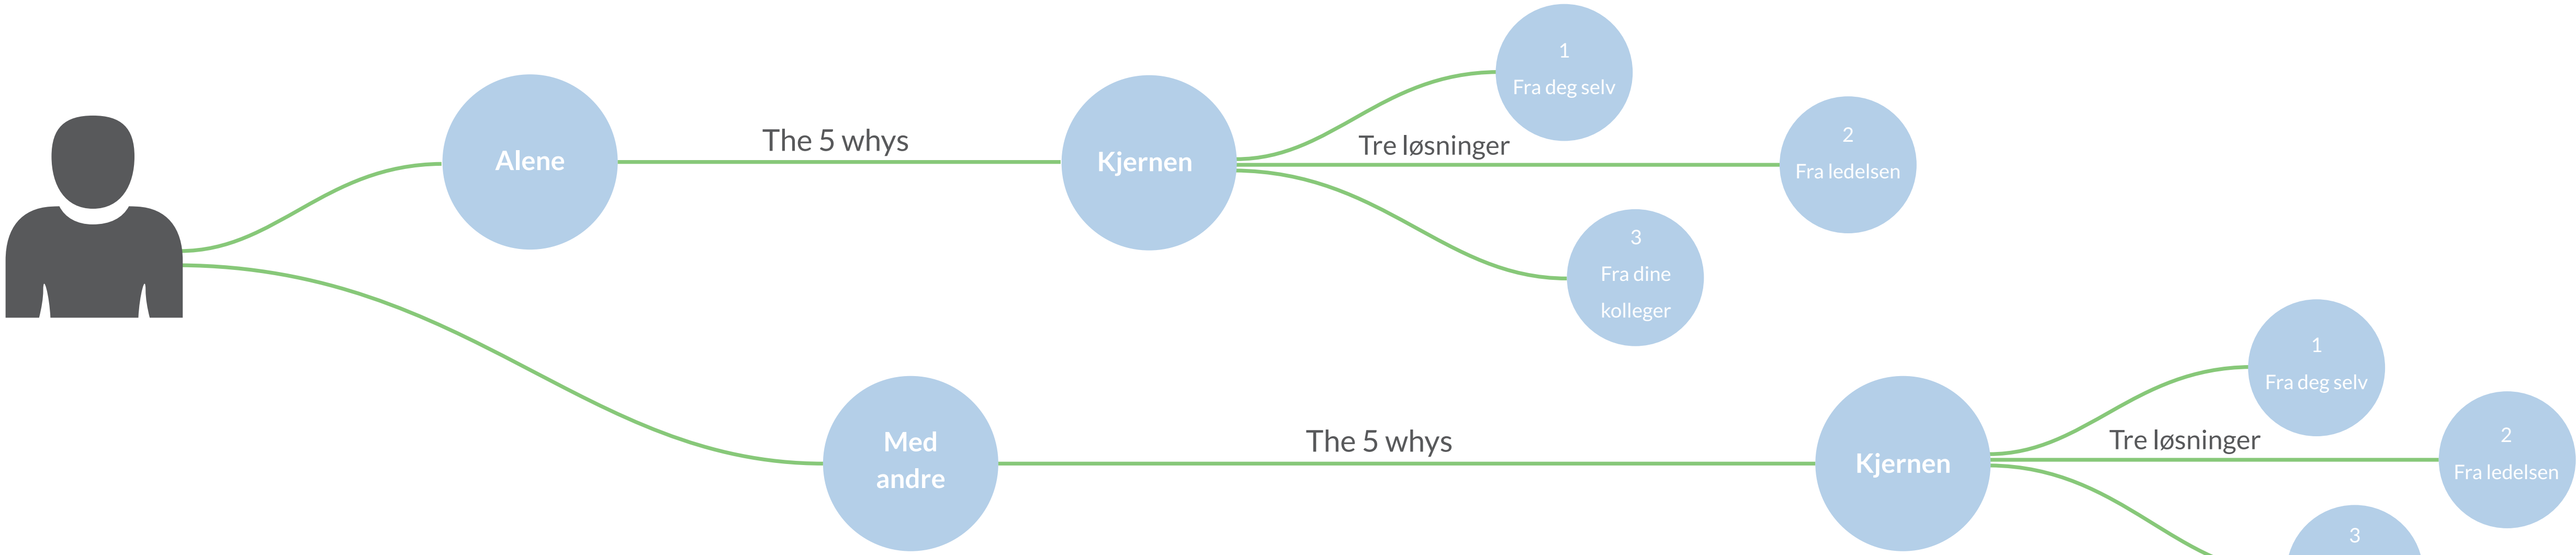 Alene
The 5 whys
Kjernen
Tre løsninger
1
Fra deg selv
2
Fra ledelsen
3
Fra dine
kolleger
Med
andre
The 5 whys
Kjernen
Tre løsninger
1
Fra deg selv
2
Fra ledelsen
3